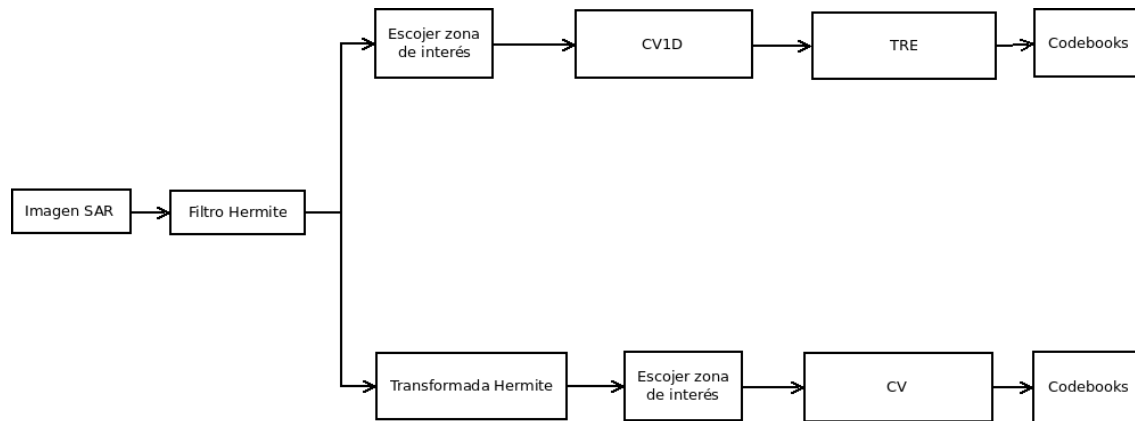 Escojer zona
de interés
CV1D
TRE
Codebooks
Imagen SAR
Filtro Hermite
Transformada Hermite
Escojer zona
de interés
CV
Codebooks